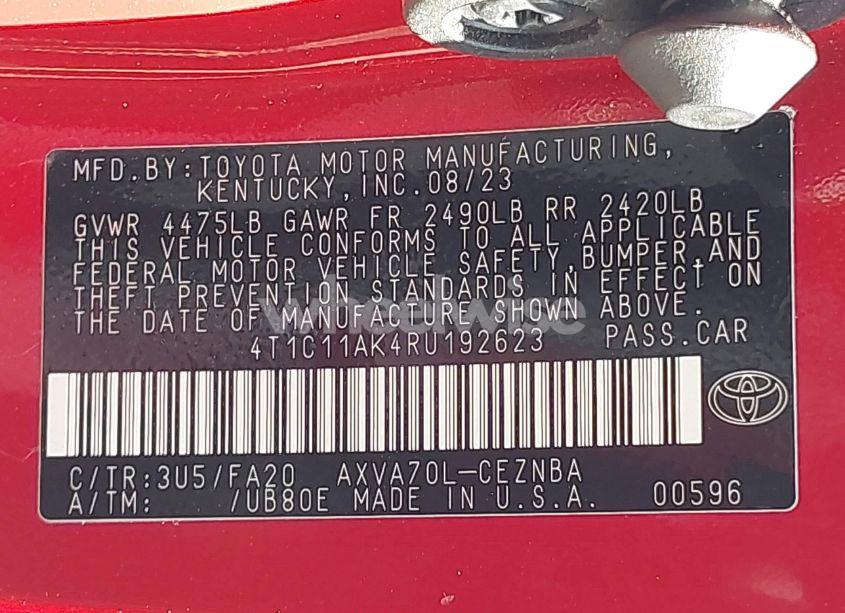 MFD. BY: TOYOTA MOTOR MANUFACTURING,
KENTUCKY, INC. 08/23
GVWR 4475LB GAWR FR 2490LB RR 2420LB
THIS VEHICLE CONFORMS TO ALL APPLICABLE
FEDERAL MOTOR VEHICLE SAFETY, BUMPER, AND
THEFT PREVENTION STANDARDS IN EFFECT ON
THE DATE OF MANUFACTURE SHOWN ABOVE.
wheelwise
4T1C11AK4RU192623 PASS. CAR
C/TR: 3U5/FA20 AXVA70L-CEZNBA
A/TM: /UB80E MADE IN U.S.A. 00596